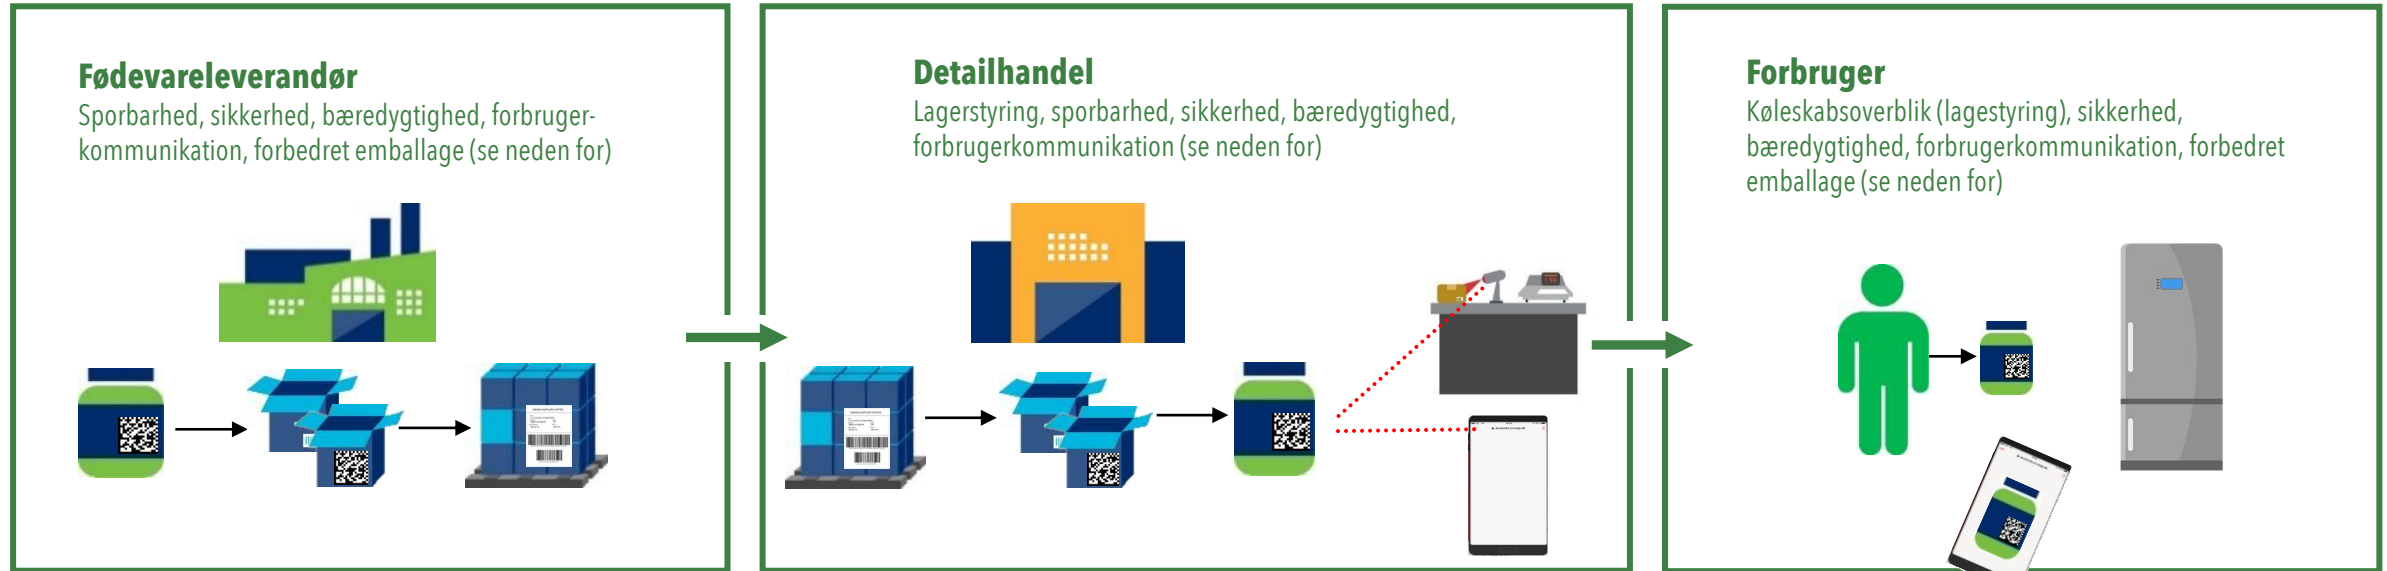 Fødevareleverandør
Sporbarhed, sikkerhed, bæredygtighed, forbruger-
kommunikation, forbedret emballage (se neden for)
Detailhandel
Lagerstyring, sporbarhed, sikkerhed, bæredygtighed,
forbrugerkommunikation (se neden for)
Forbruger
Køleskabsoverblik (lagestyring), sikkerhed,
bæredygtighed, forbrugerkommunikation, forbedret
emballage (se neden for)